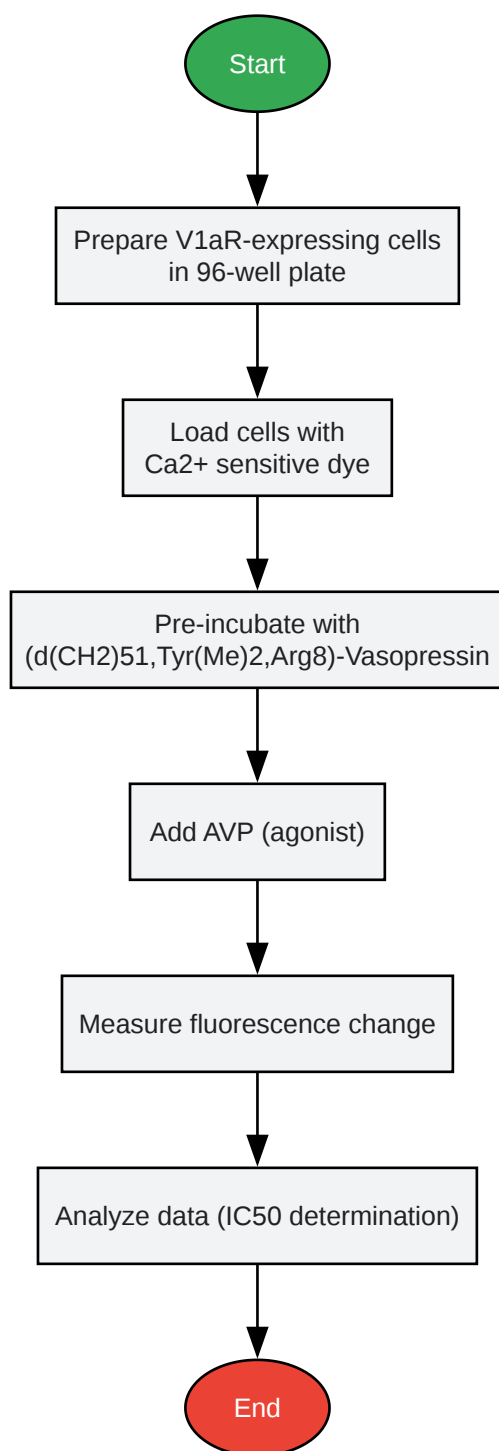 Start
Prepare V1aR-expressing cells
in 96-well plate
Load cells with
Ca2+ sensitive dye
Pre-incubate with
(d(CH2)51,Tyr(Me)2,Arg8)-Vasopressin
Add AVP (agonist)
Measure fluorescence change
Analyze data (IC50 determination)
End